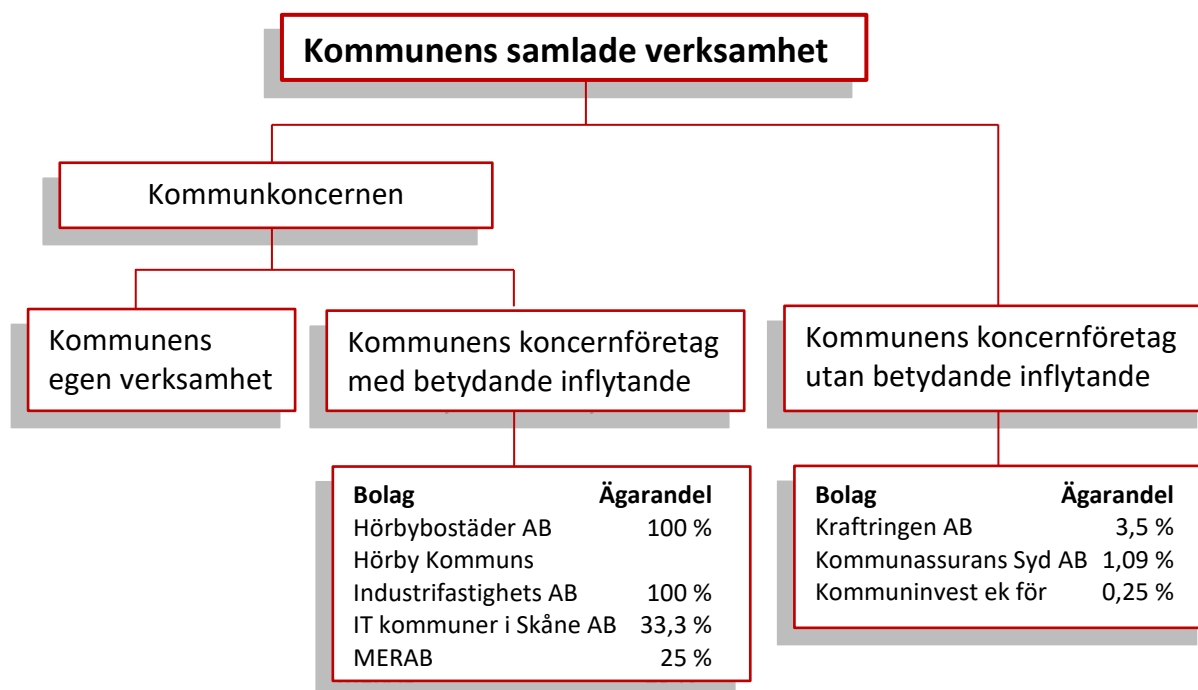 Kommunens samlade verksamhet
Kommunkoncernen
Kommunens
egen verksamhet
Kommunens koncernföretag
med betydande inflytande
Kommunens koncernföretag
utan betydande inflytande
Bolag Ägarandel
Hörbybostäder AB 100 %
Hörby Kommuns
Industrifastighets AB 100 %
IT kommuner i Skåne AB 33,3 %
MERAB 25 %
Bolag Ägarandel
Kraftringen AB 3,5 %
Kommunassurans Syd AB 1,09 %
Kommuninvest ek för 0,25 %